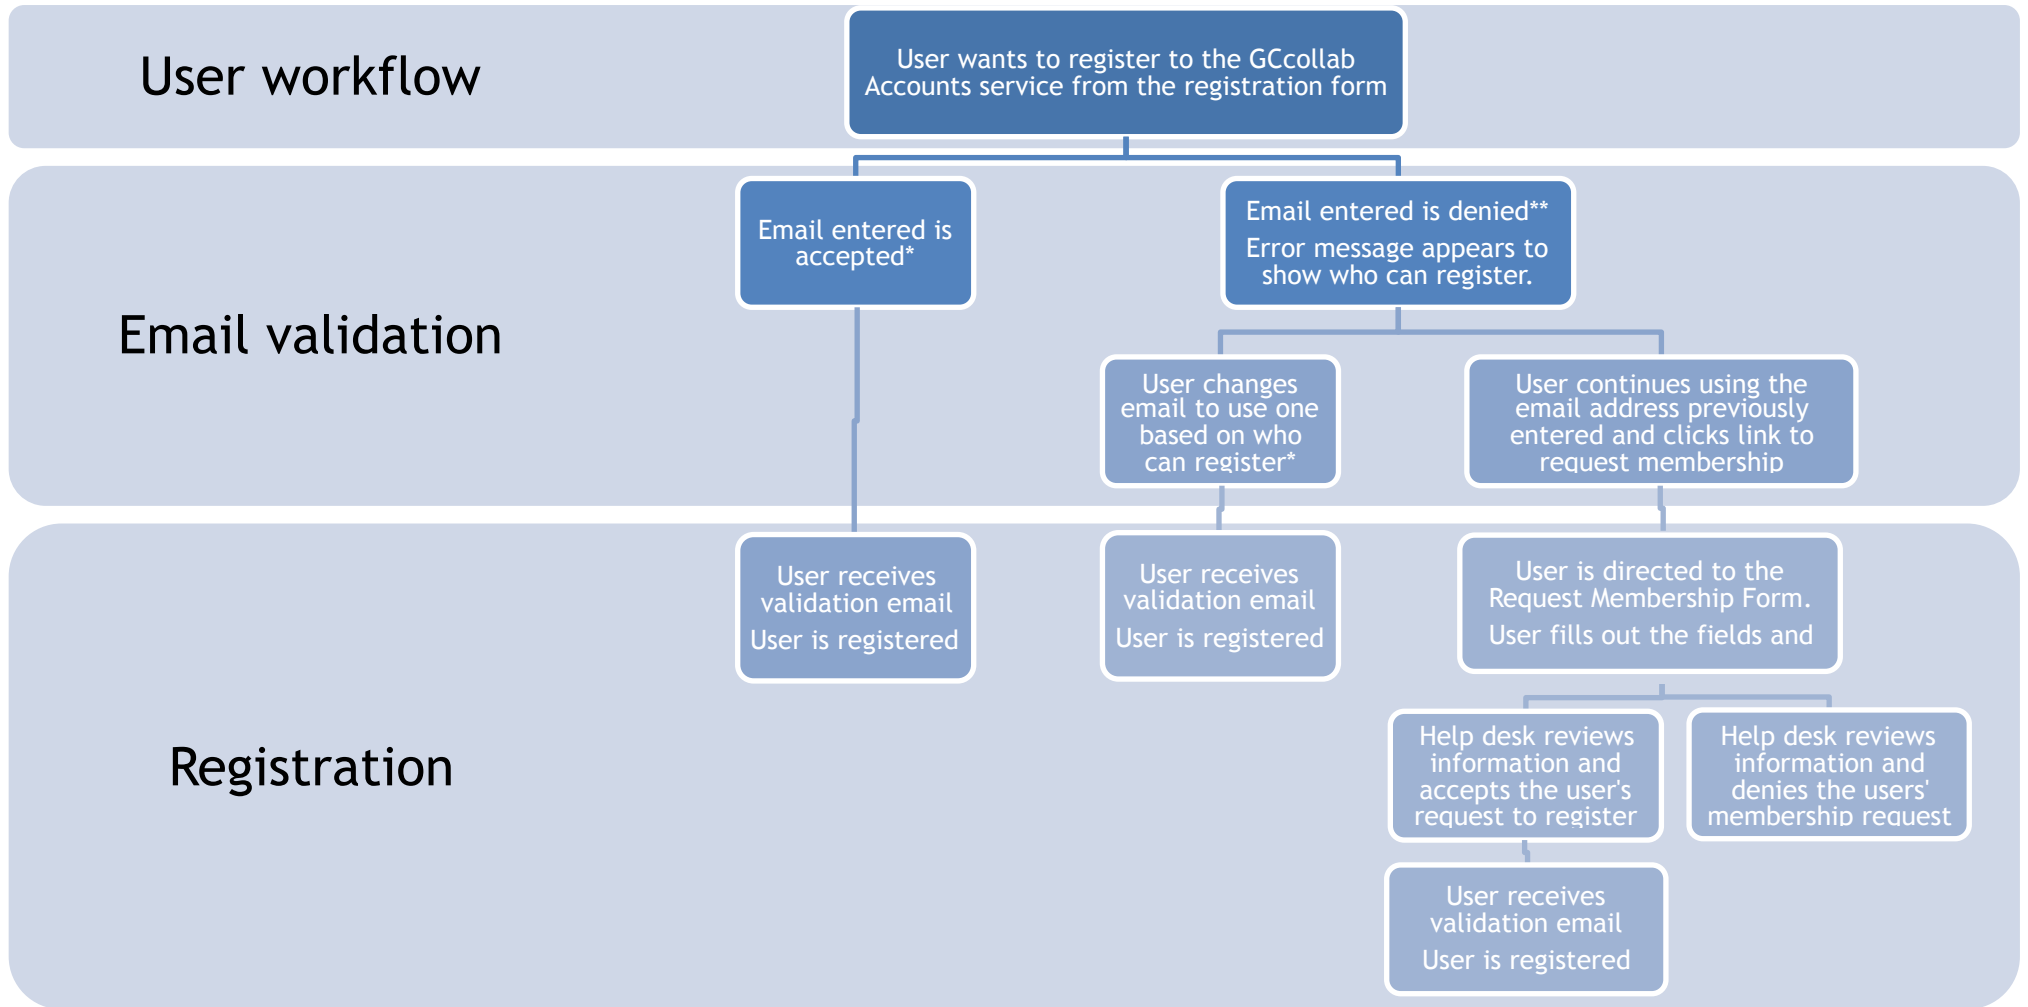 User workflow
User wants to register to the GCcollab
Accounts service from the registration form
Email validation
Email entered is
accepted*
Email entered is denied**
Error message appears to
show who can register.
User changes
email to use one
based on who
can register*
User continues using the
email address previously
entered and clicks link to
request membership
Registration
User receives
validation email
User is registered
User receives
validation email
User is registered
User is directed to the
Request Membership Form.
User fills out the fields and
Help desk reviews
information and
accepts the user's
request to register
Help desk reviews
information and
denies the users'
membership request
User receives
validation email
User is registered